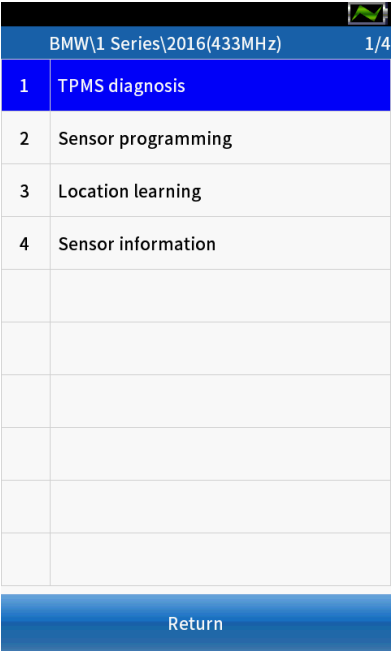 BMW\1 Series\2016(433MHz) 1/4
1 TPMS diagnosis
2 Sensor programming
3 Location learning
4 Sensor information
Return